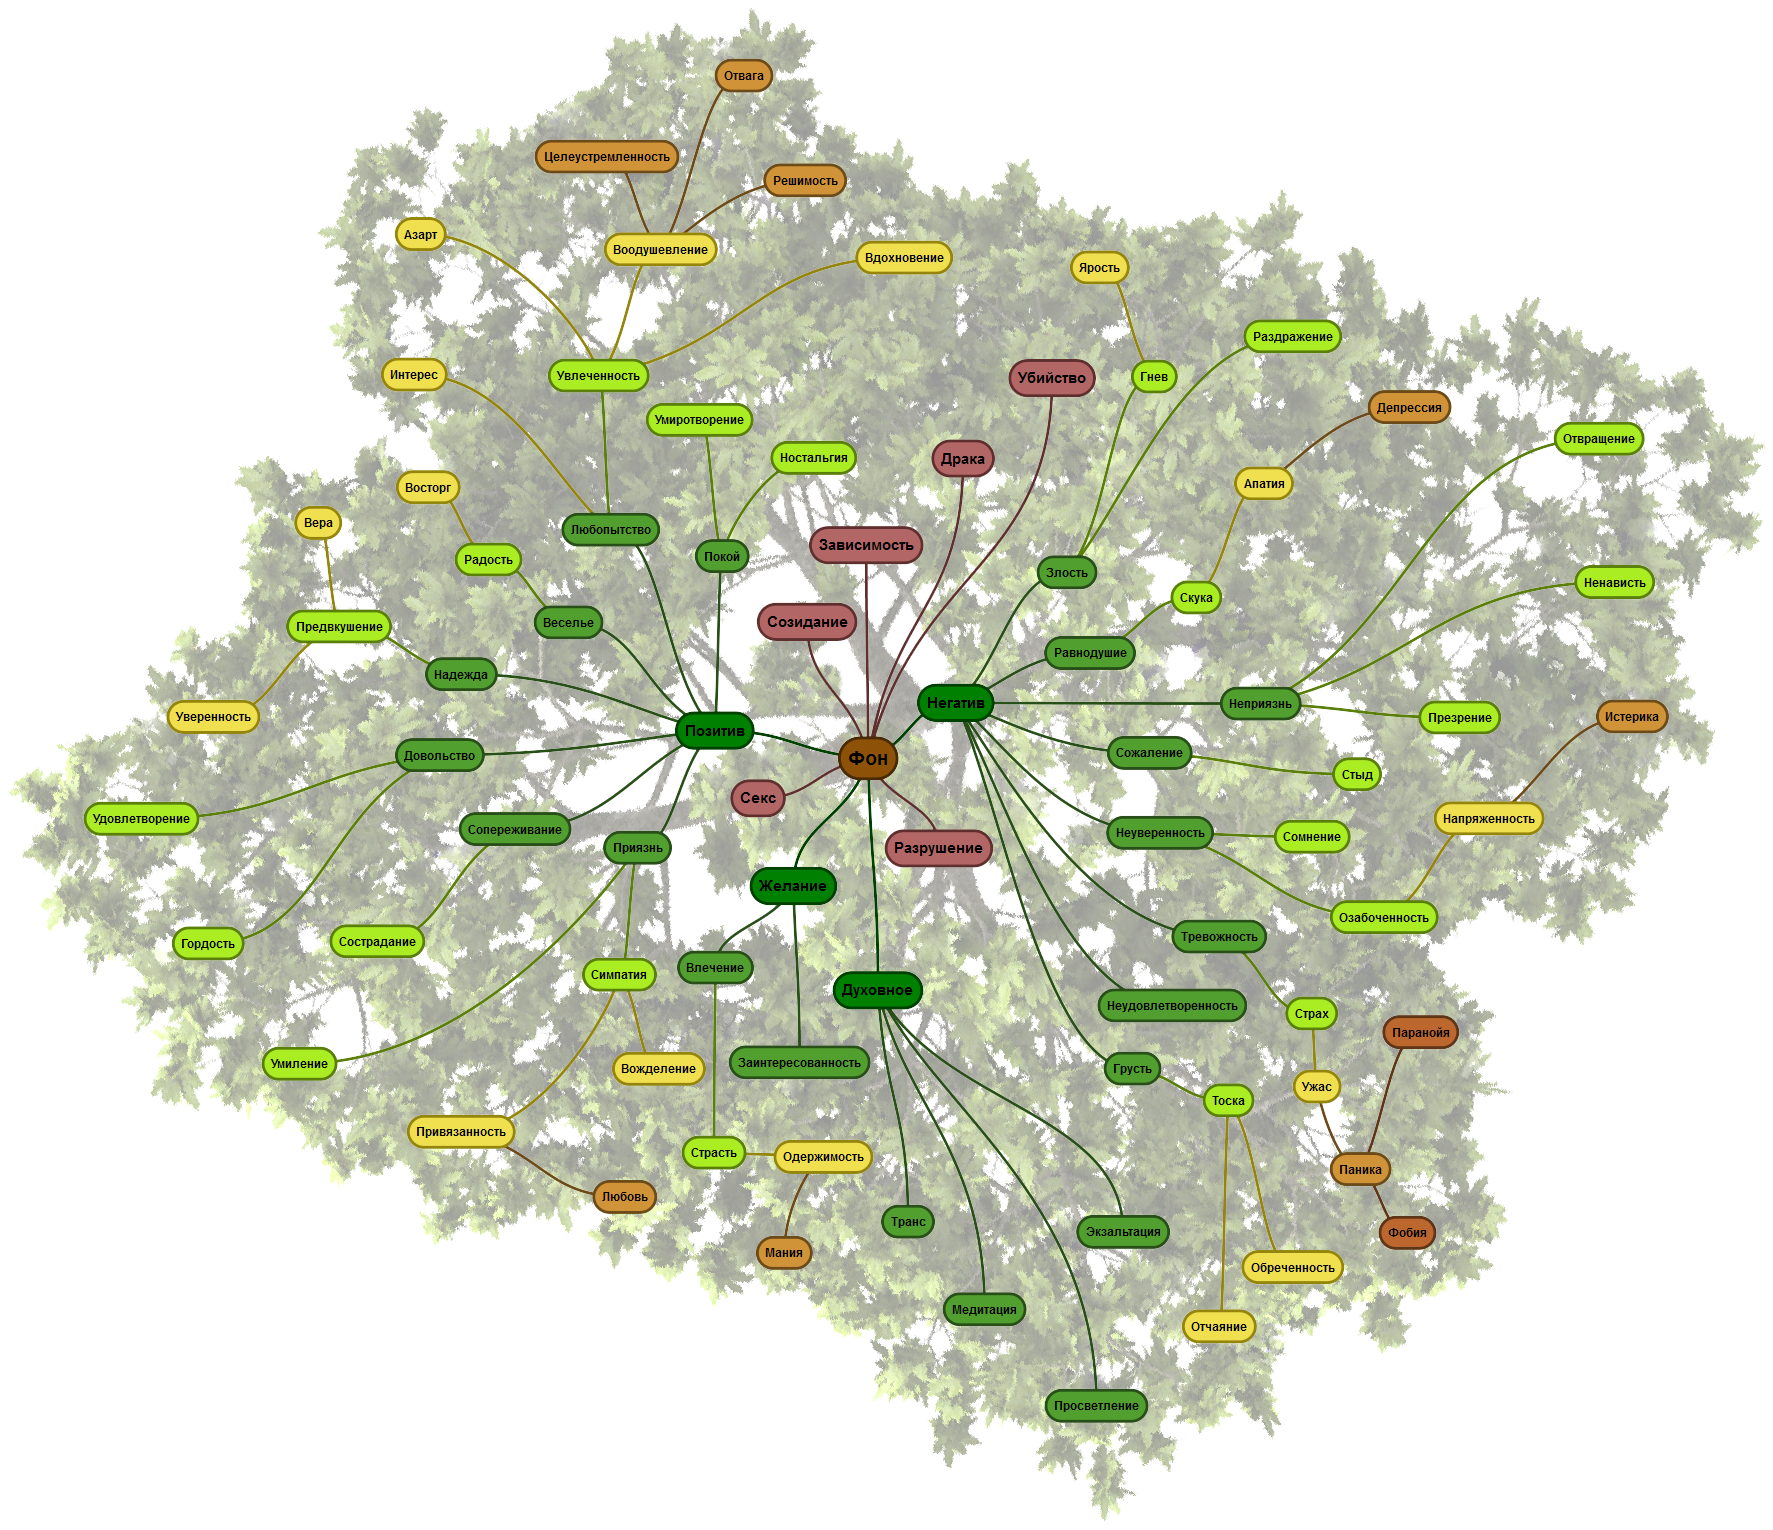 Отвага
Целеустремленность
Решимость
Азарт
Воодушевление
Вдохновение
Ярость
Раздражение
Интерес
Увлеченность
Гнев
Убийство
Депрессия
Умиротворение
Отвращение
Ностальгия
Драка
Апатия
Восторг
Вера
Любопытство
Зависимость
Покой
Радость
Злость
Ненависть
Скука
Созидание
Веселье
Предвкушение
Равнодушие
Надежда
Негатив
Неприязнь
Уверенность
Презрение
Истерика
Позитив
Сожаление
Довольство
Фон
Стыд
Секс
Удовлетворение
Напряженность
Сопереживание
Неуверенность
Сомнение
Приязнь
Разрушение
Желание
Озабоченность
Тревожность
Сострадание
Гордость
Влечение
Симпатия
Духовное
Неудовлетворенность
Страх
Паранойя
Заинтересованность
Умиление
Вожделение
Грусть
Ужас
Тоска
Привязанность
Страсть
Одержимость
Паника
Любовь
Транс
Экзальтация
Фобия
Мания
Обреченность
Медитация
Отчаяние
Просветление